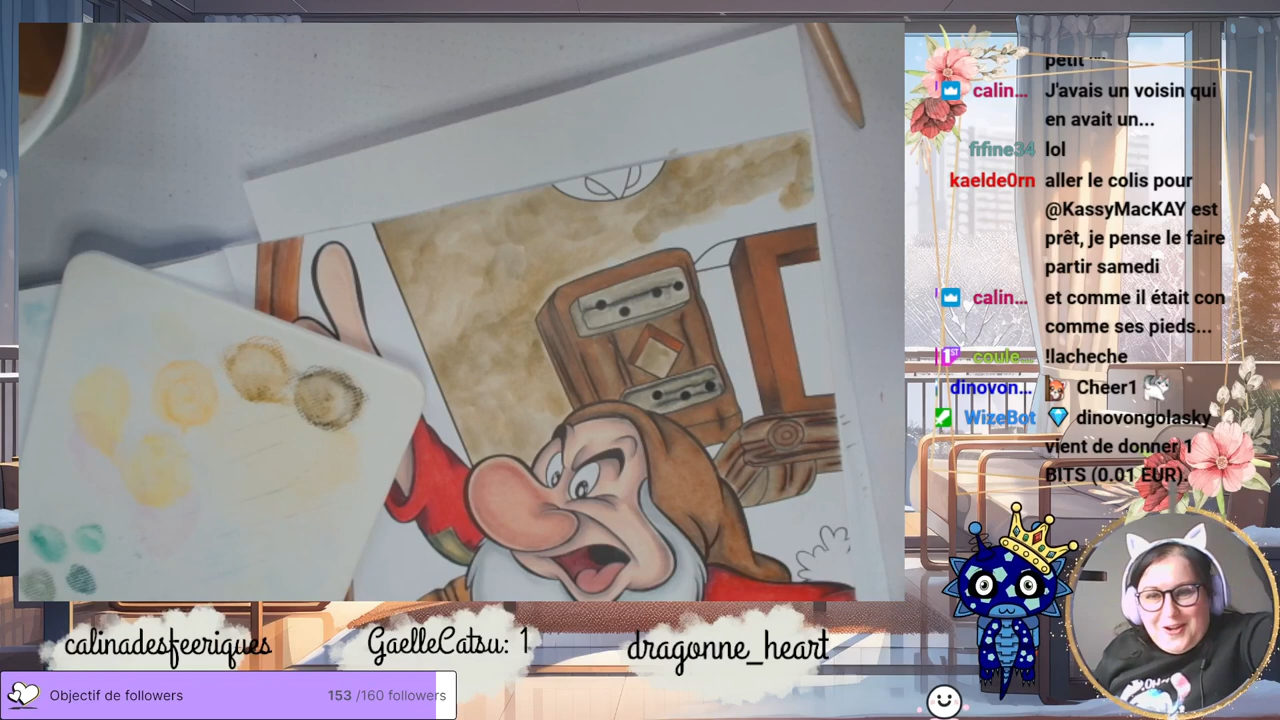 petit ....
calin... J'avais un voisin qui
en avait un...
fifine34 lol
kaelde0rn aller le colis pour
@KassyMacKAY est
prêt, je pense le faire
partir samedi
calin... et comme il était con
comme ses pieds...
1ST coule... !lacheche
dinovon... Cheer1
WizeBot dinovongolasky
vient de donner 1
BITS (0.01 EUR).
calinadesfeeriques
GaelleCatsu: 1
dragonne_heart
Objectif de followers 153 /160 followers